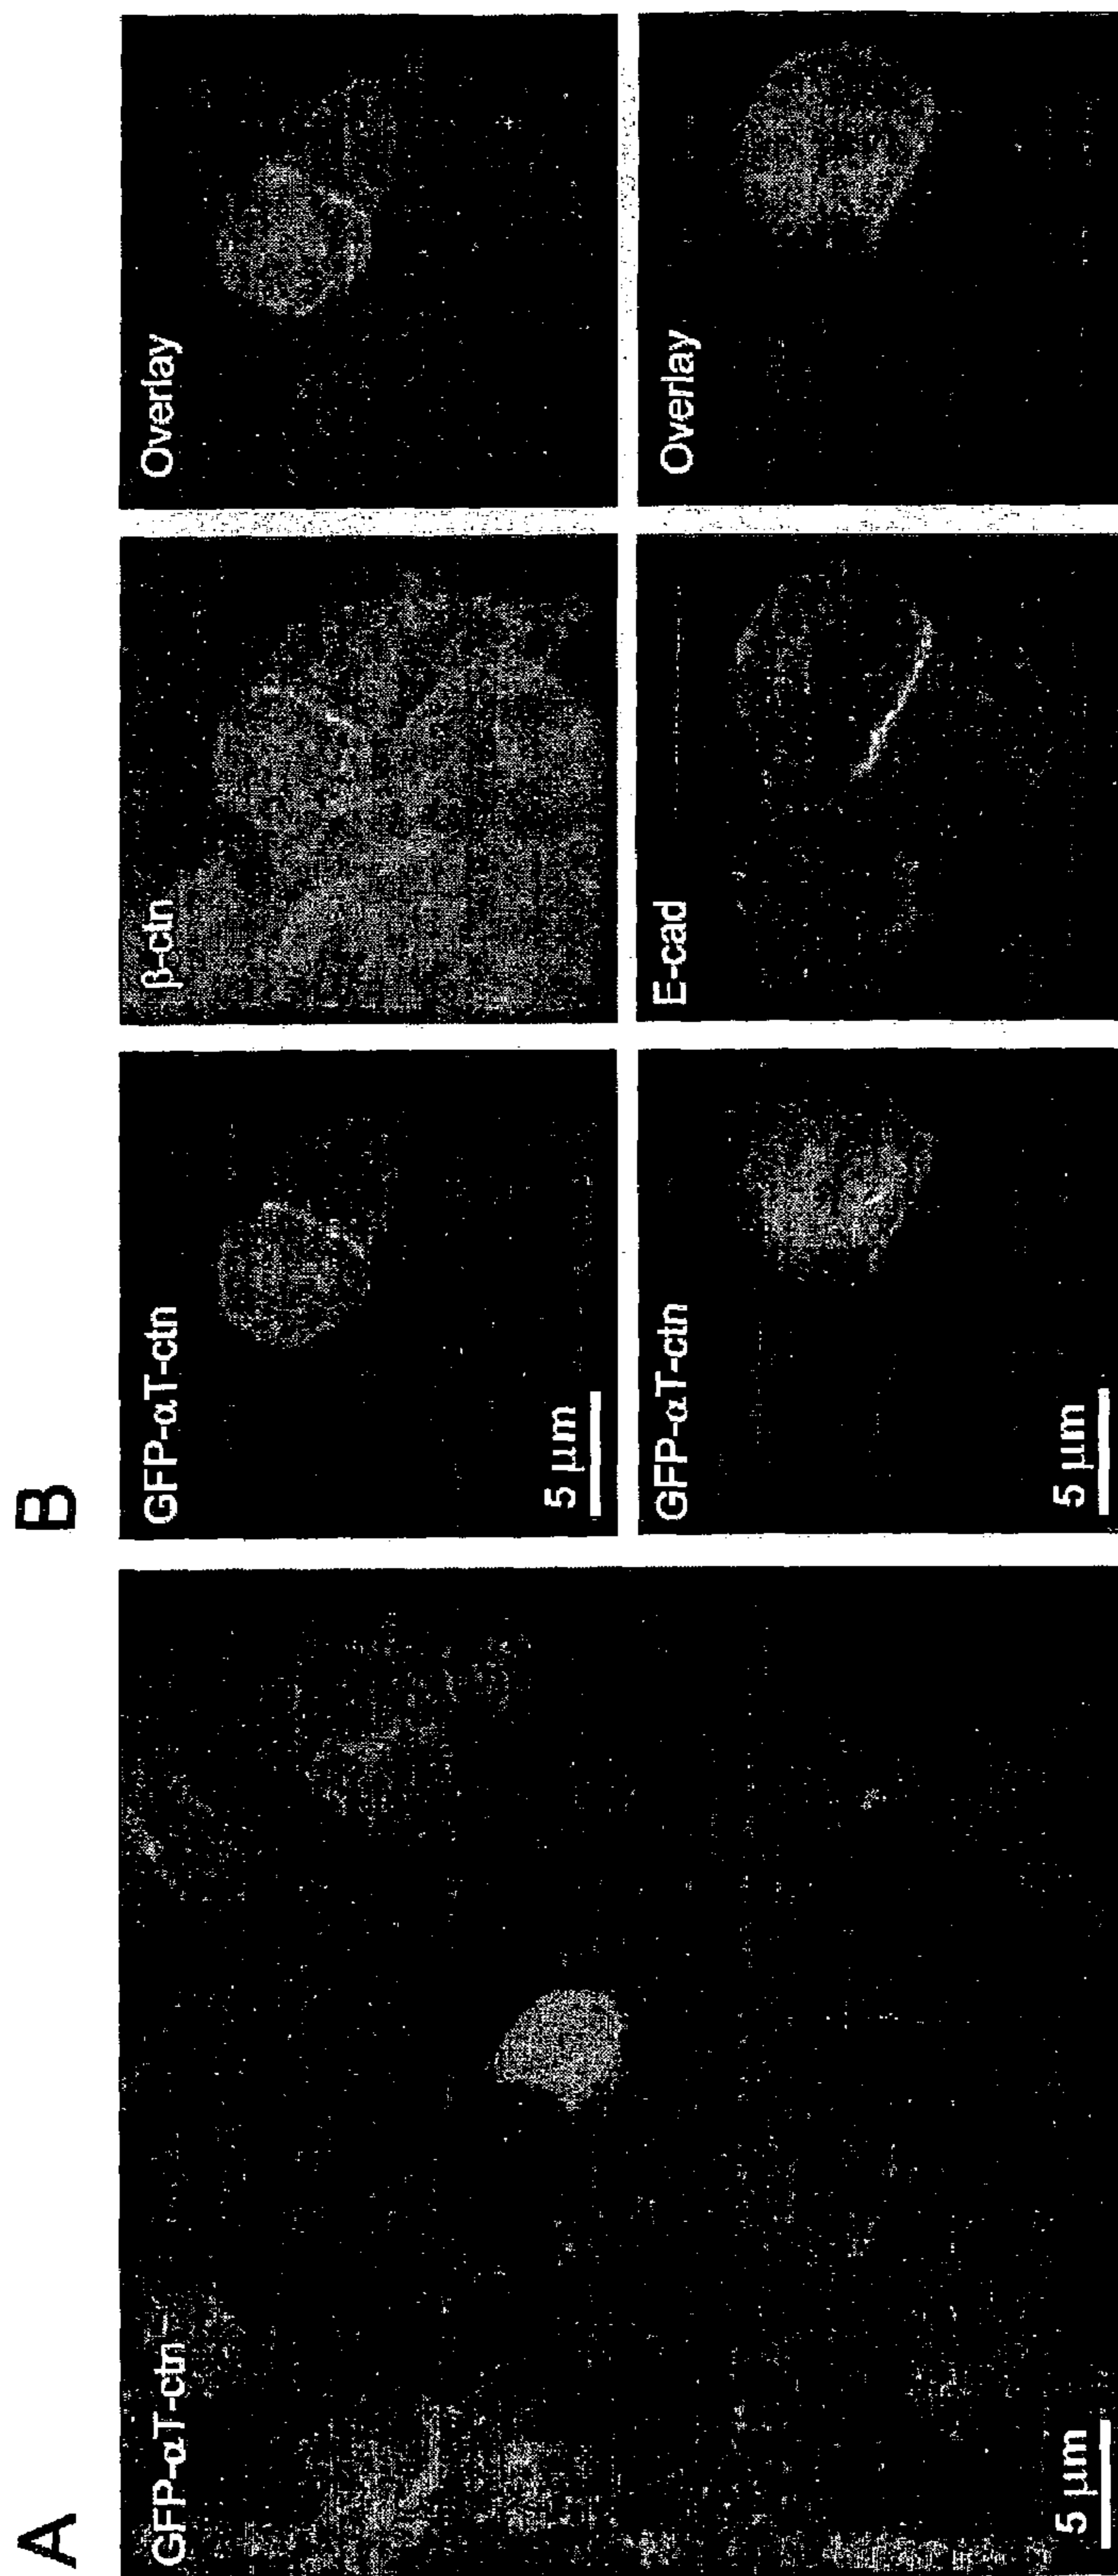 A
GFP-αT-ctn
5 μm
B
GFP-αT-ctn
5 μm
β-ctn
Overlay
GFP-αT-ctn
5 μm
E-cad
Overlay